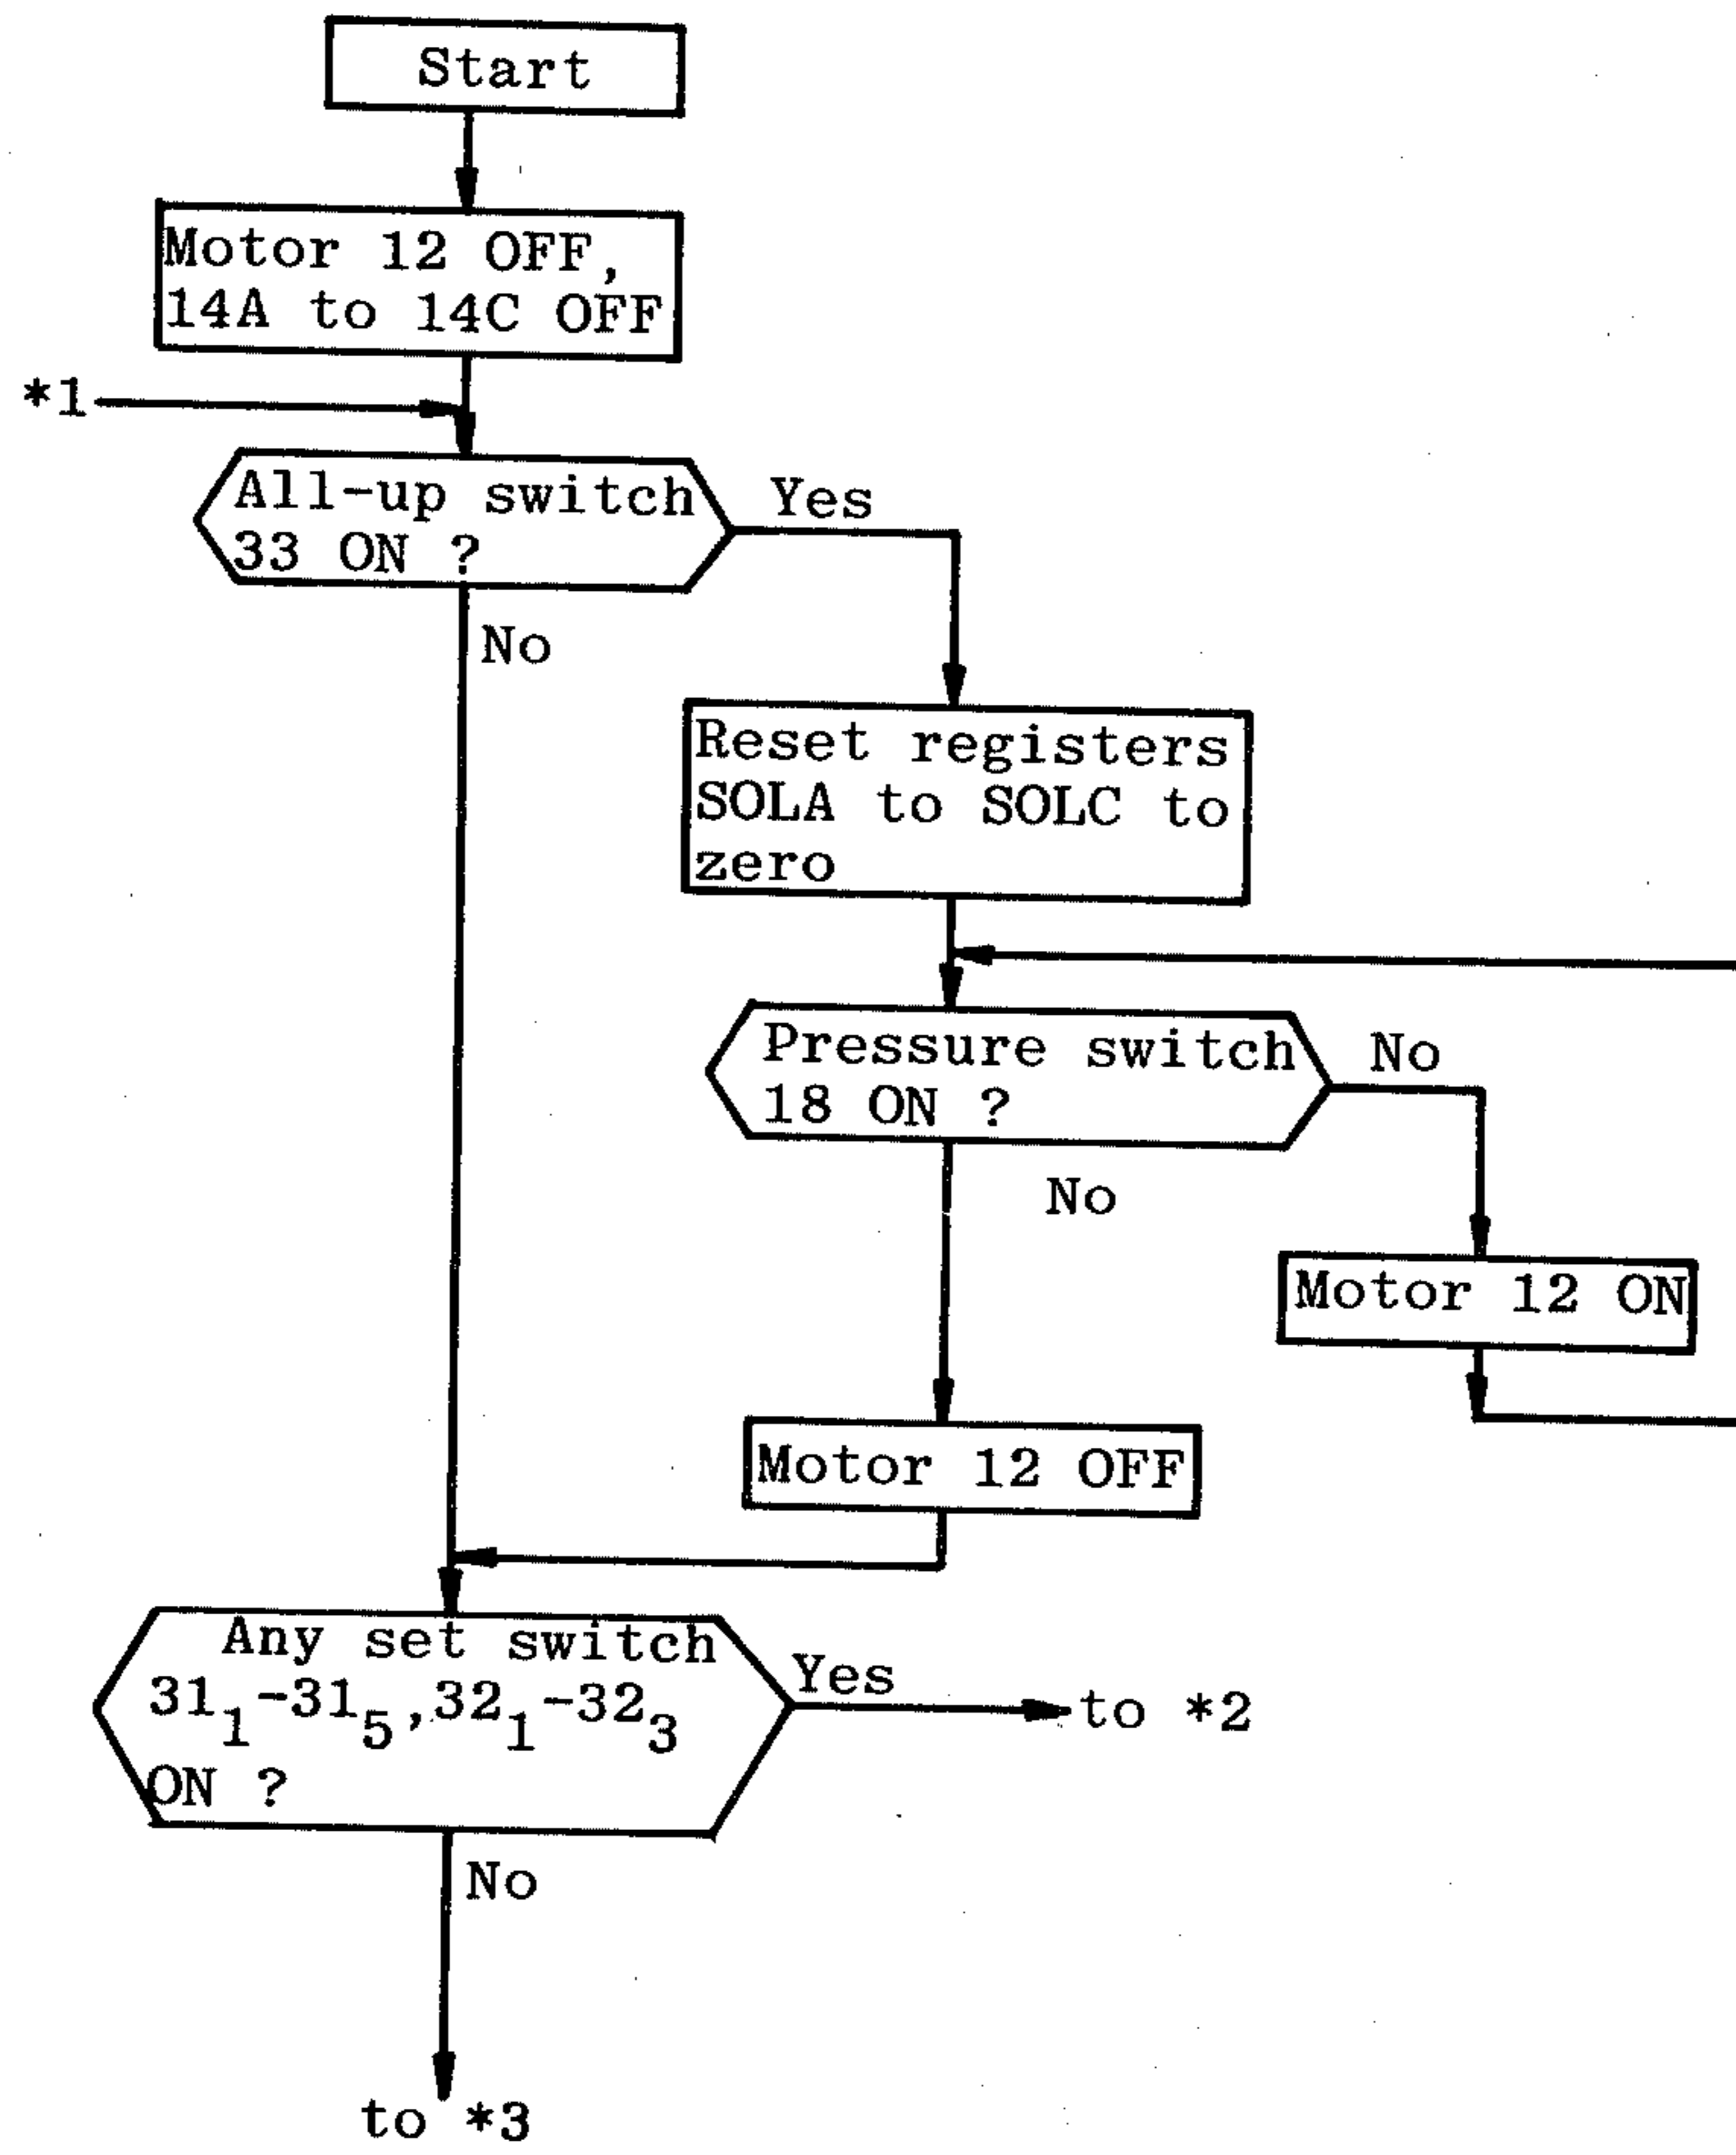 Start
Motor 12 OFF,
14A to 14C OFF
*1
All-up switch
33 ON ?
Yes
No
Reset registers
SOLA to SOLC to
zero
Pressure switch
18 ON ?
No
No
Motor 12 ON
Motor 12 OFF
Any set switch
31₁-31₅,32₁-32₃
ON ?
Yes
to *2
No
to *3